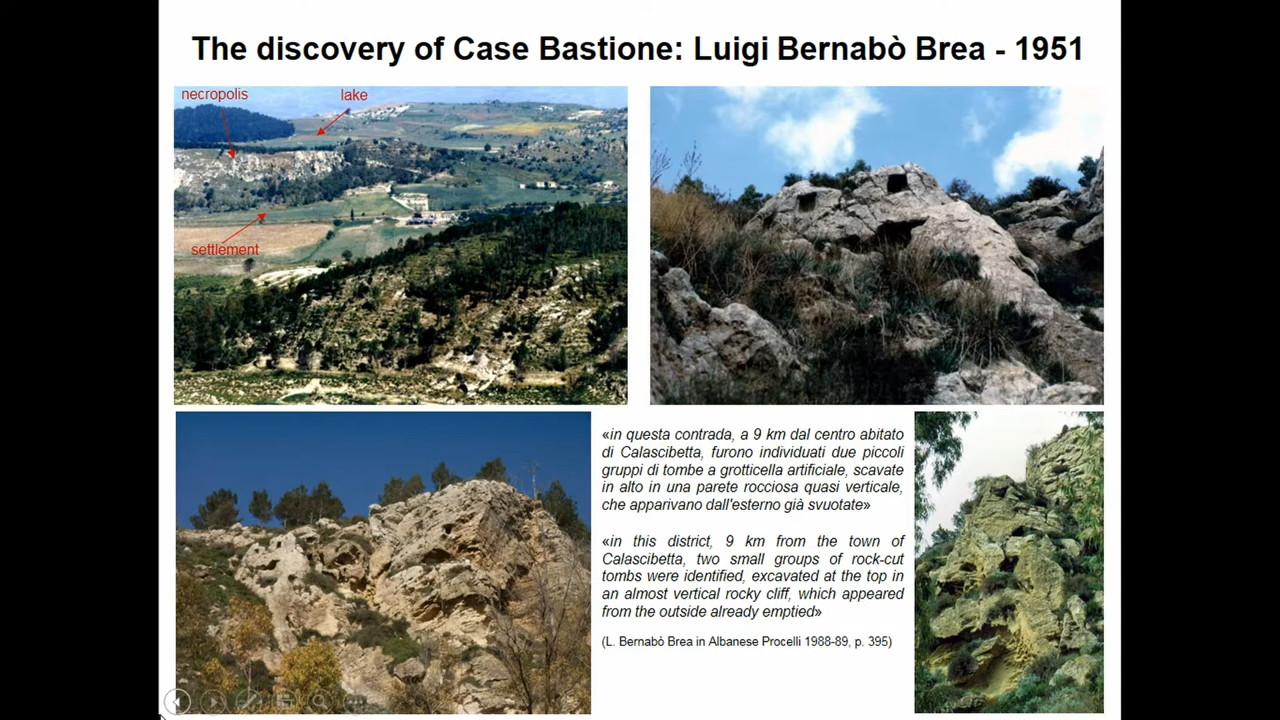 The discovery of Case Bastione: Luigi Bernabò Brea - 1951
necropolis
lake
settlement
«in questa contrada, a 9 km dal centro abitato
di Calascibetta, furono individuati due piccoli
gruppi di tombe a grotticella artificiale, scavate
in alto in una parete rocciosa quasi verticale,
che apparivano dall'esterno già svuotate»
«in this district, 9 km from the town of
Calascibetta, two small groups of rock-cut
tombs were identified, excavated at the top in
an almost vertical rocky cliff, which appeared
from the outside already emptied»
(L. Bernabò Brea in Albanese Procelli 1988-89, p. 395)